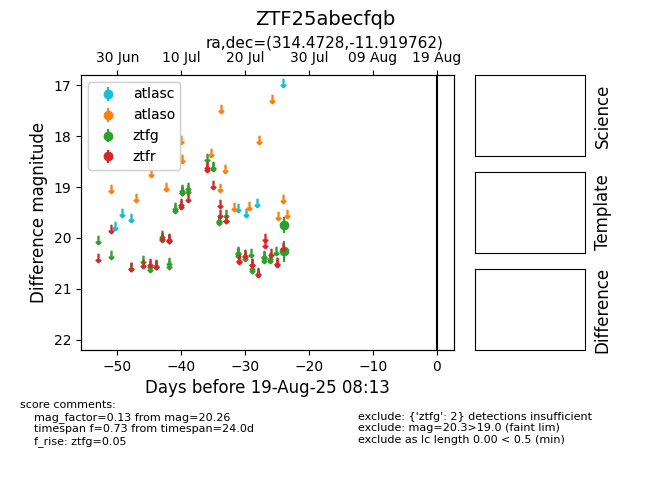 ZTF25abecfqb
ra,dec=(314.4728,-11.919762)
30 Jun 10 Jul 20 Jul 30 Jul 09 Aug 19 Aug
17
18
19
20
21
22
Difference magnitude
atlasc
atlaso
ztfg
ztfr
−50 −40 −30 −20 −10 0
Days before 19-Aug-25 08:13
Science
Template
Difference
score comments:
mag_factor=0.13 from mag=20.26
timespan f=0.73 from timespan=24.0d
f_rise: ztfg=0.05
exclude: {'ztfg': 2} detections insufficient
exclude: mag=20.3>19.0 (faint lim)
exclude as lc length 0.00 < 0.5 (min)